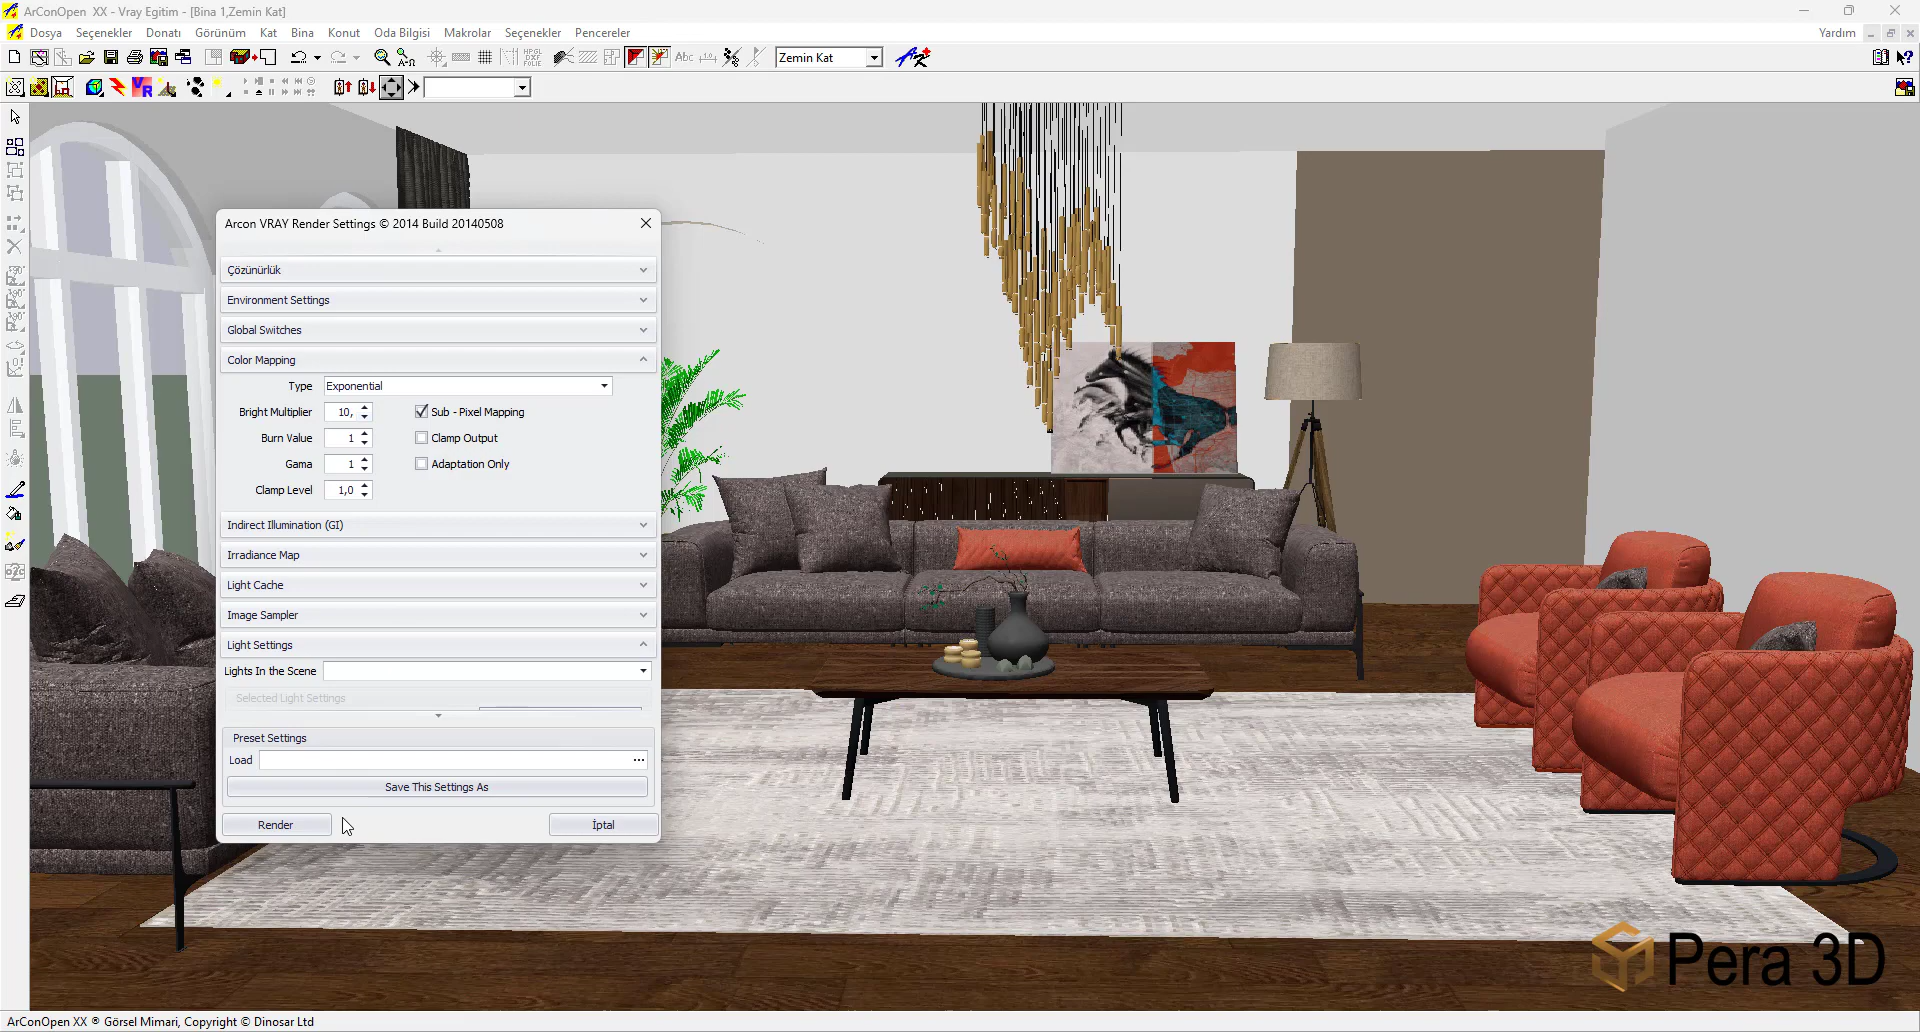 ArConOpen XX - Vray Egitim - [Bina 1,Zemin Kat]
Dosya Seçenekler Donatı Görünüm Kat Bina Konut Oda Bilgisi Makrolar Seçenekler Pencereler Yardım
Zemin Kat
Arcon VRAY Render Settings © 2014 Build 20140508
Çözünürlük
Environment Settings
Global Switches
Color Mapping
Type Exponential
Bright Multiplier 10, Sub - Pixel Mapping
Burn Value 1 Clamp Output
Gama 1 Adaptation Only
Clamp Level 1,0
Indirect Illumination (GI)
Irradiance Map
Light Cache
Image Sampler
Light Settings
Lights In the Scene
Selected Light Settings
Preset Settings
Load ...
Save This Settings As
Render İptal
Pera 3D
ArConOpen XX ® Görsel Mimari, Copyright © Dinosar Ltd